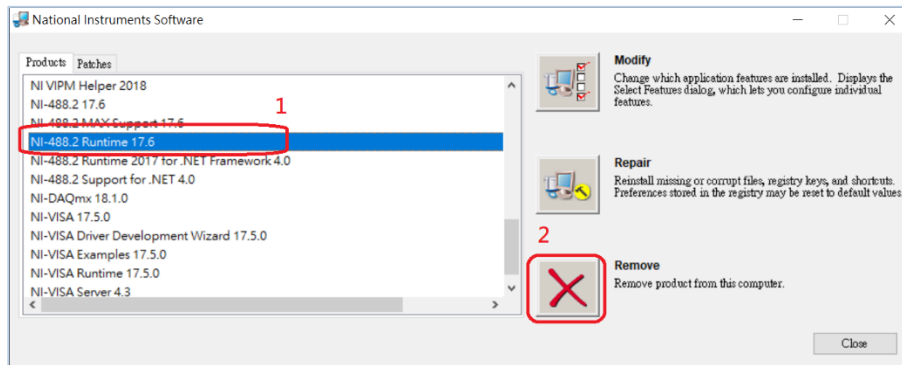 National Instruments Software
Products Patches
NI VIPM Helper 2018
NI-488.2 17.6
1
NI-488.2 MAX Support 17.6
NI-488.2 Runtime 17.6
NI-488.2 Runtime 2017 for .NET Framework 4.0
NI-488.2 Support for .NET 4.0
NI-DAQmx 18.1.0
NI-VISA 17.5.0
NI-VISA Driver Development Wizard 17.5.0
NI-VISA Examples 17.5.0
NI-VISA Runtime 17.5.0
NI-VISA Server 4.3
Modify
Change which application features are installed. Displays the
Select Features dialog, which lets you configure individual
features.
Repair
Reinstall missing or corrupt files, registry keys, and shortcuts.
Preferences stored in the registry may be reset to default values
2
Remove
Remove product from this computer.
Close